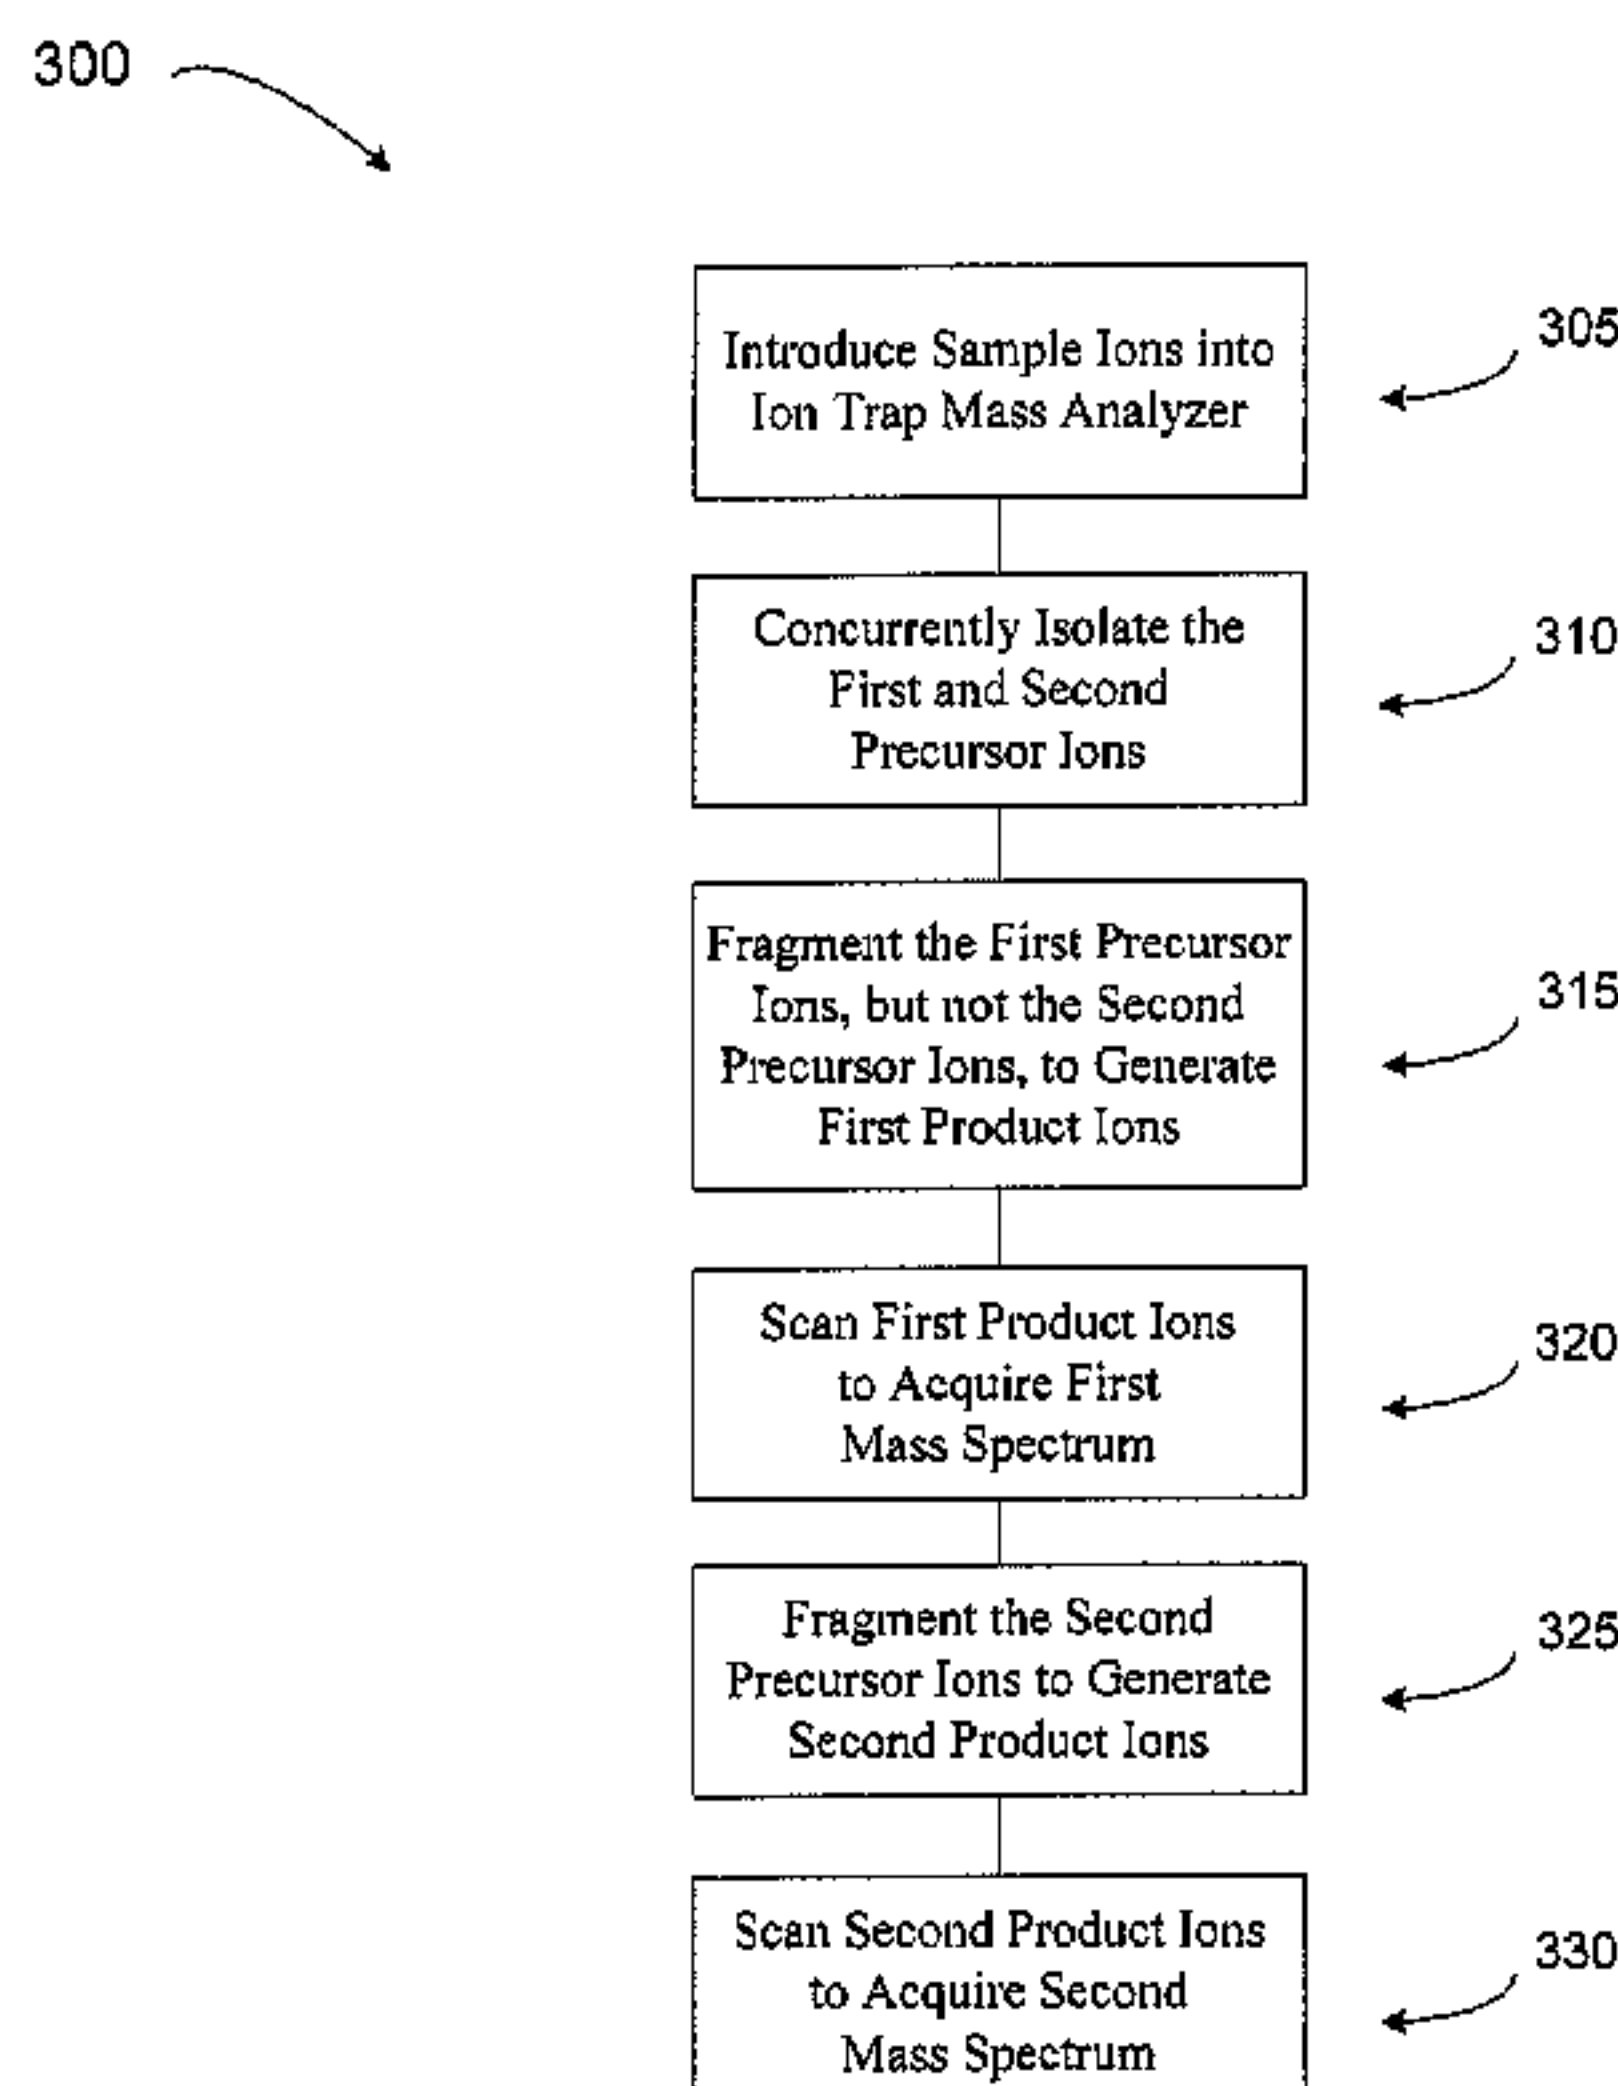 300
Introduce Sample Ions into
Ion Trap Mass Analyzer
305
Concurrently Isolate the
First and Second
Precursor Ions
310
Fragment the First Precursor
Ions, but not the Second
Precursor Ions, to Generate
First Product Ions
315
Scan First Product Ions
to Acquire First
Mass Spectrum
320
Fragment the Second
Precursor Ions to Generate
Second Product Ions
325
Scan Second Product Ions
to Acquire Second
Mass Spectrum
330